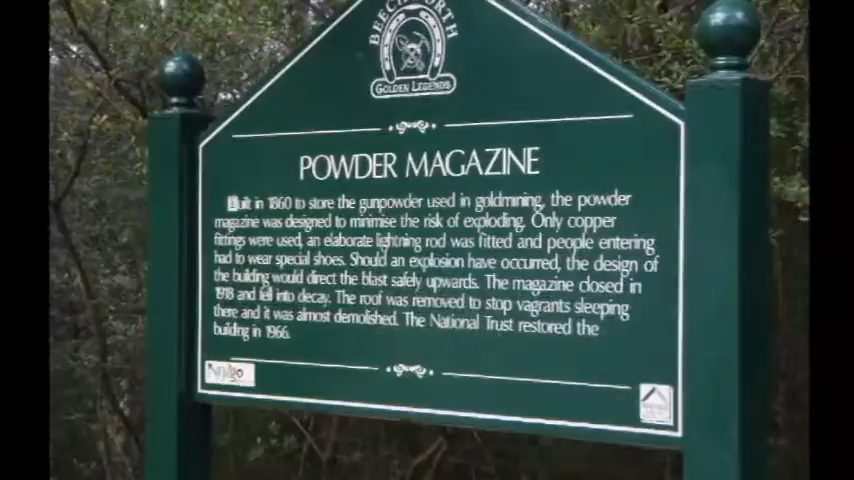 BEECHWORTH
GOLDEN LEGENDS
POWDER MAGAZINE
Built in 1860 to store the gunpowder used in goldmining, the powder
magazine was designed to minimise the risk of exploding. Only copper
fittings were used, an elaborate lightning rod was fitted and people entering
had to wear special shoes. Should an explosion have occurred, the design of
the building would direct the blast safely upwards. The magazine closed in
1918 and fell into decay. The roof was removed to stop vagrants sleeping
there and it was almost demolished. The National Trust restored the
building in 1966.